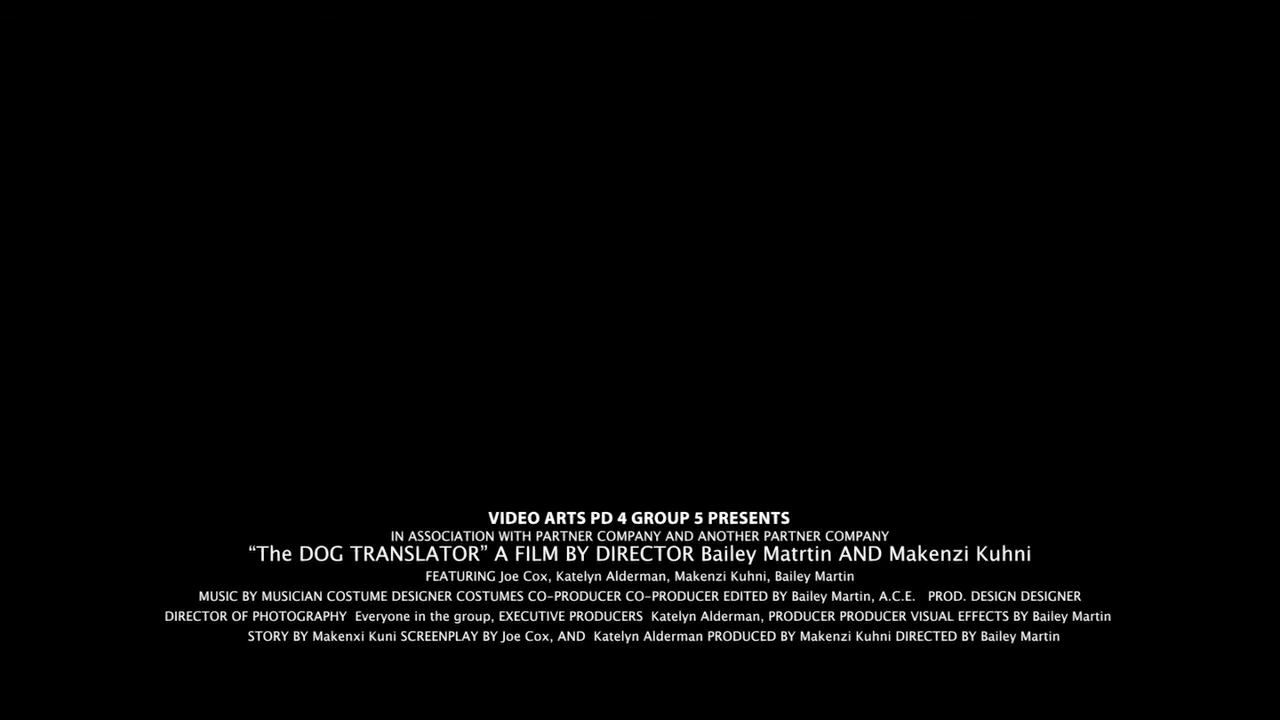 VIDEO ARTS PD 4 GROUP 5 PRESENTS
IN ASSOCIATION WITH PARTNER COMPANY AND ANOTHER PARTNER COMPANY
“The DOG TRANSLATOR” A FILM BY DIRECTOR Bailey Matrtin AND Makenzi Kuhni
FEATURING Joe Cox, Katelyn Alderman, Makenzi Kuhni, Bailey Martin
MUSIC BY MUSICIAN COSTUME DESIGNER COSTUMES CO-PRODUCER CO-PRODUCER EDITED BY Bailey Martin, A.C.E. PROD. DESIGN DESIGNER
DIRECTOR OF PHOTOGRAPHY Everyone in the group, EXECUTIVE PRODUCERS Katelyn Alderman, PRODUCER PRODUCER VISUAL EFFECTS BY Bailey Martin
STORY BY Makenxi Kuni SCREENPLAY BY Joe Cox, AND Katelyn Alderman PRODUCED BY Makenzi Kuhni DIRECTED BY Bailey Martin